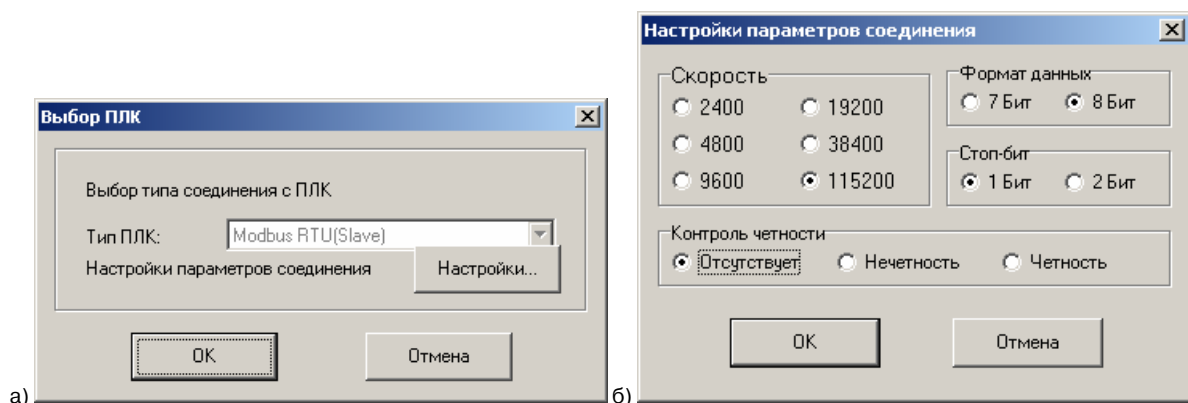 Выбор ПЛК
Выбор типа соединения с ПЛК
Тип ПЛК: Modbus RTU(Slave)
Настройки параметров соединения Настройки...
OK Отмена
а)
Настройки параметров соединения
Скорость
2400 19200
4800 38400
9600 115200
Формат данных
7 Бит 8 Бит
Стоп-бит
1 Бит 2 Бит
Контроль четности
Отсутствует Нечетность Четность
OK Отмена
б)